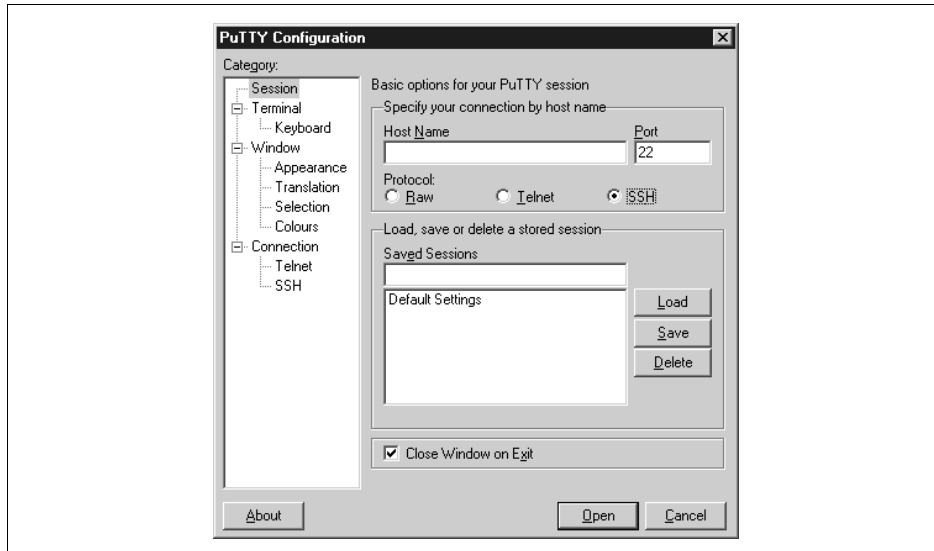 PuTTY Configuration
Category:
Session
Terminal
Keyboard
Window
Appearance
Translation
Selection
Colours
Connection
Telnet
SSH
Basic options for your PuTTY session
Specify your connection by host name
Host Name
Port
22
Protocol:
Raw
Telnet
SSH
Load, save or delete a stored session
Saved Sessions
Default Settings
Load
Save
Delete
Close Window on Exit
About
Open
Cancel